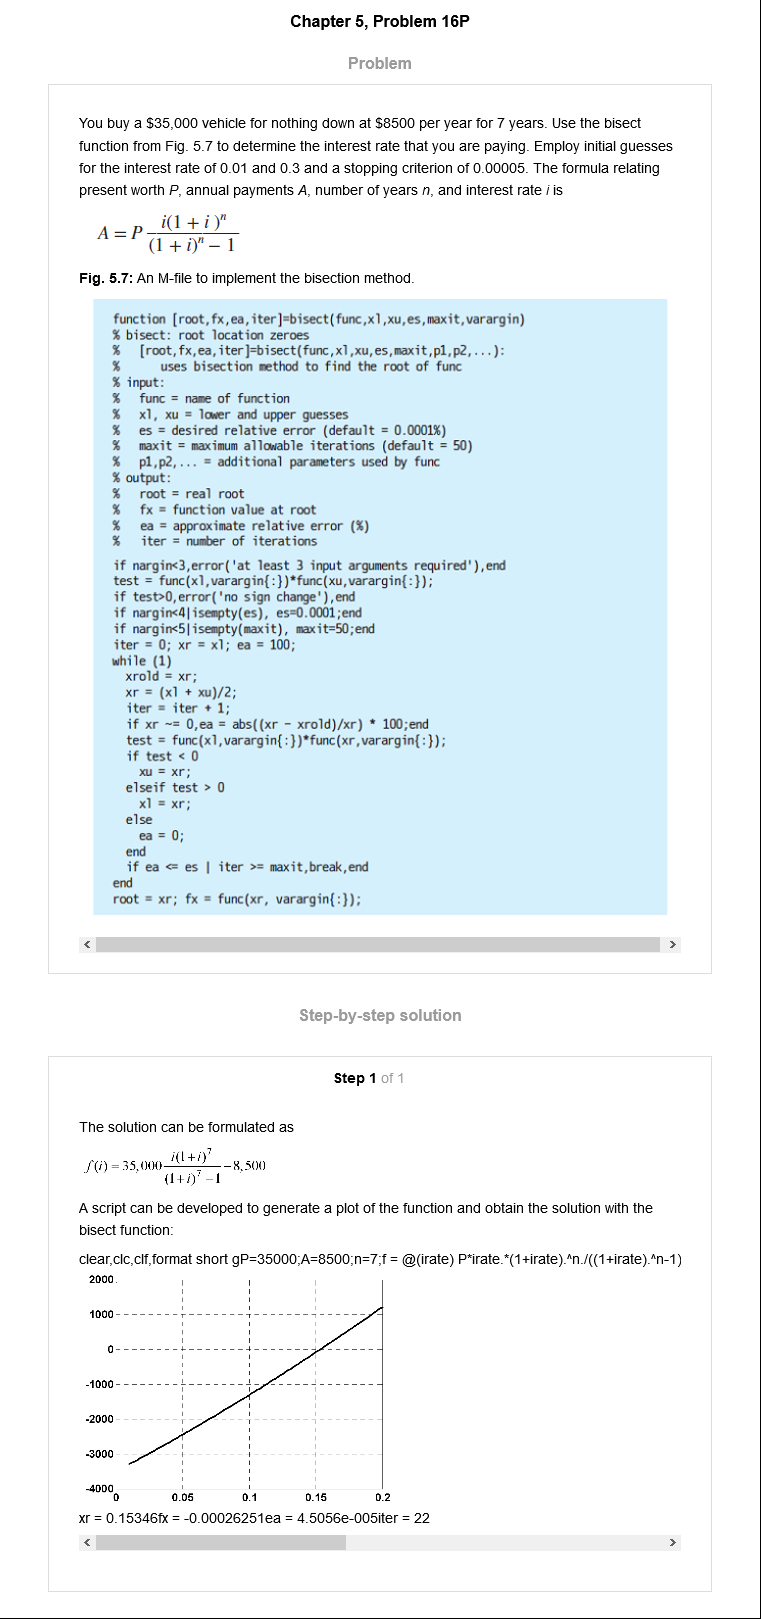 Chapter 5, Problem 16P
Problem
You buy a $35,000 vehicle for nothing down at $8500 per year for 7 years. Use the bisect
function from Fig. 5.7 to determine the interest rate that you are paying. Employ initial guesses
for the interest rate of 0.01 and 0.3 and a stopping criterion of 0.00005. The formula relating
present worth P, annual payments A, number of years n, and interest rate i is
A = P i(1 + i)^n / (1 + i)^n − 1
Fig. 5.7: An M-file to implement the bisection method.
function [root,fx,ea,iter]=bisect(func,xl,xu,es,maxit,varargin)
% bisect: root location zeroes
% [root,fx,ea,iter]=bisect(func,xl,xu,es,maxit,p1,p2,...):
% uses bisection method to find the root of func
% input:
% func = name of function
% xl, xu = lower and upper guesses
% es = desired relative error (default = 0.0001%)
% maxit = maximum allowable iterations (default = 50)
% p1,p2,... = additional parameters used by func
% output:
% root = real root
% fx = function value at root
% ea = approximate relative error (%)
% iter = number of iterations
if nargin<3,error('at least 3 input arguments required'),end
test = func(xl,varargin{:})*func(xu,varargin{:});
if test>0,error('no sign change'),end
if nargin<4|isempty(es), es=0.0001;end
if nargin<5|isempty(maxit), maxit=50;end
iter = 0; xr = xl; ea = 100;
while (1)
xrold = xr;
xr = (xl + xu)/2;
iter = iter + 1;
if xr ~= 0,ea = abs((xr - xrold)/xr) * 100;end
test = func(xl,varargin{:})*func(xr,varargin{:});
if test < 0
xu = xr;
elseif test > 0
xl = xr;
else
ea = 0;
end
if ea <= es | iter >= maxit,break,end
end
root = xr; fx = func(xr, varargin{:});
Step-by-step solution
Step 1 of 1
The solution can be formulated as
f(i) = 35,000 i(1+i)^7 / (1+i)^7 −1 −8,500
A script can be developed to generate a plot of the function and obtain the solution with the
bisect function:
clear,clc,clf,format short gP=35000;A=8500;n=7;f = @(irate) P*irate.*(1+irate).^n./((1+irate).^n-1)
2000
1000
0
-1000
-2000
-3000
-4000
0 0.05 0.1 0.15 0.2
xr = 0.15346fx = -0.00026251ea = 4.5056e-005iter = 22